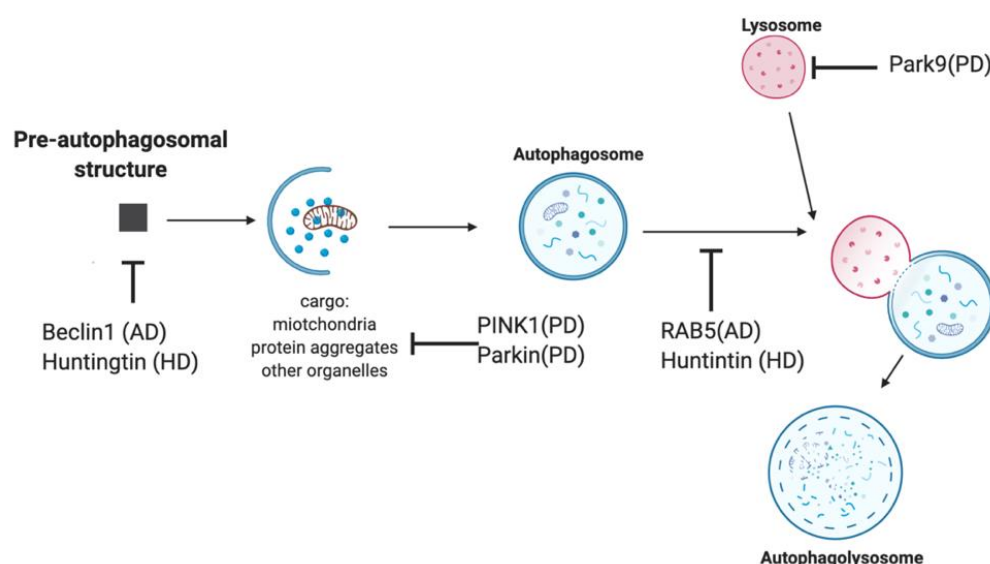 Lysosome
Park9(PD)
Pre-autophagosomal
structure
Autophagosome
cargo:
miotchondria
protein aggregates
other organelles
Beclin1 (AD)
Huntingtin (HD)
PINK1(PD)
Parkin(PD)
RAB5(AD)
Huntintin (HD)
Autophagolysosome